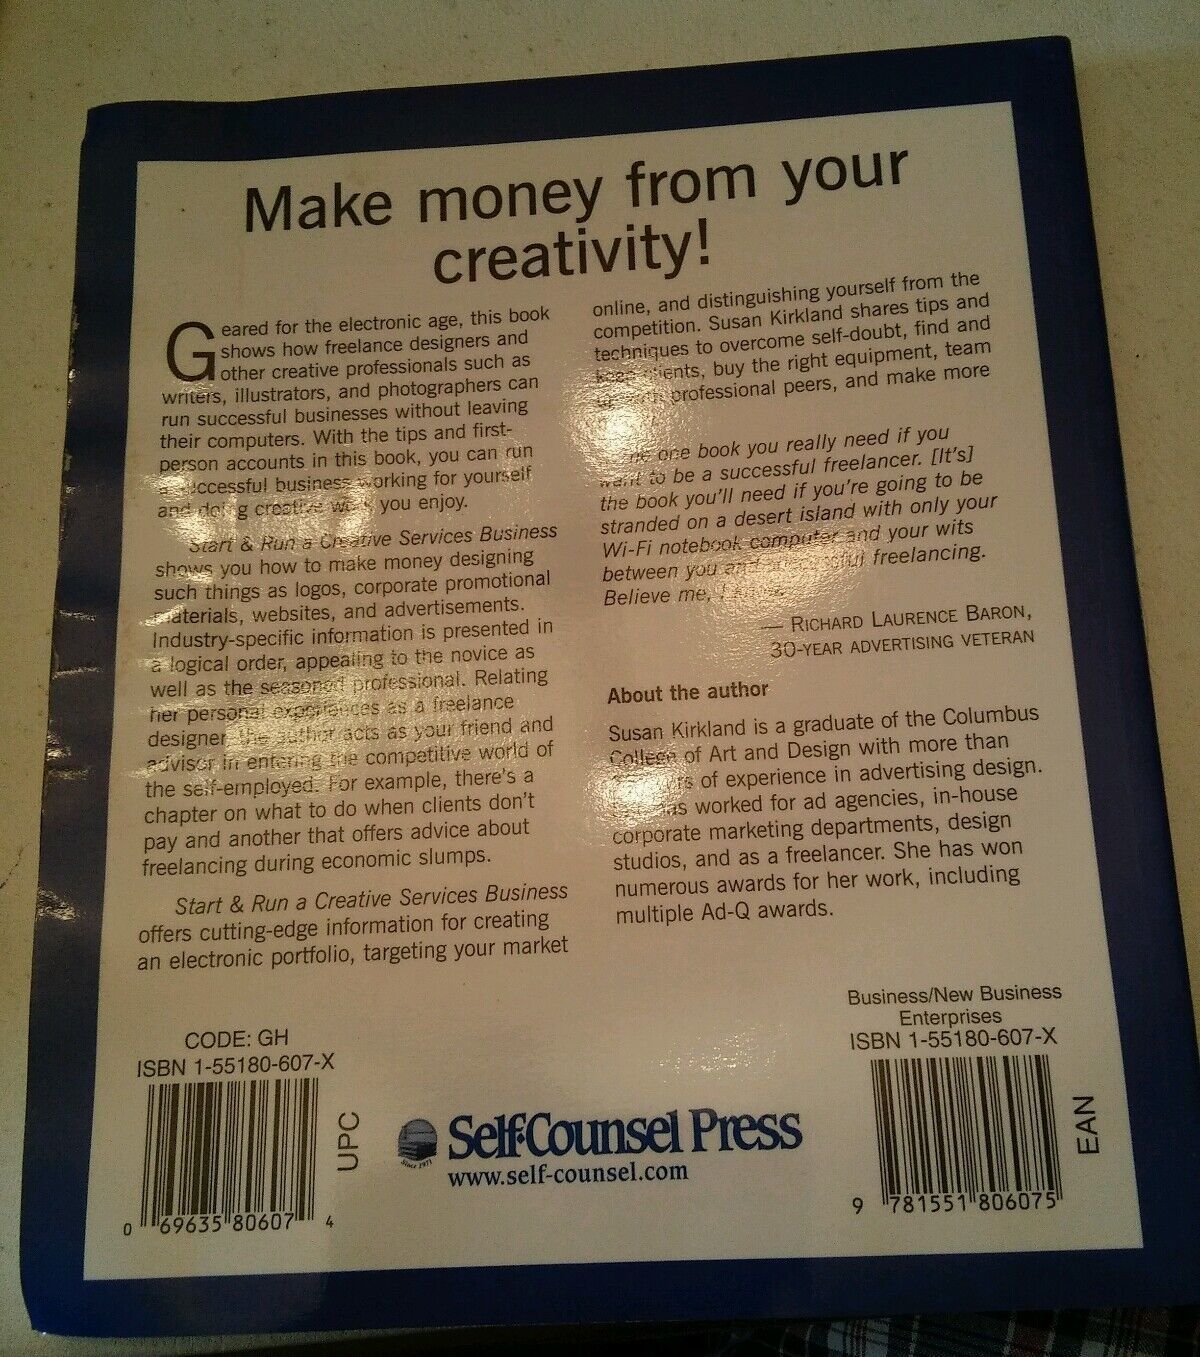 Make money from your
creativity!
Geared for the electronic age, this book
shows how freelance designers and
other creative professionals such as
writers, illustrators, and photographers can
run successful businesses without leaving
their computers. With the tips and first-
person accounts in this book, you can run
a successful business working for yourself
and doing creative work you enjoy.
Start & Run a Creative Services Business
shows you how to make money designing
such things as logos, corporate promotional
materials, websites, and advertisements.
Industry-specific information is presented in
a logical order, appealing to the novice as
well as the seasoned professional. Relating
her personal experiences as a freelance
designer, the author acts as your friend and
advisor in entering the competitive world of
the self-employed. For example, there's a
chapter on what to do when clients don't
pay and another that offers advice about
freelancing during economic slumps.
Start & Run a Creative Services Business
offers cutting-edge information for creating
an electronic portfolio, targeting your market
online, and distinguishing yourself from the
competition. Susan Kirkland shares tips and
techniques to overcome self-doubt, find and
keep clients, buy the right equipment, team
up with professional peers, and make more
one book you really need if you
want to be a successful freelancer. [It's]
the book you'll need if you're going to be
stranded on a desert island with only your
Wi-Fi notebook computer and your wits
between you and successful freelancing.
Believe me, I know.
— RICHARD LAURENCE BARON,
30-YEAR ADVERTISING VETERAN
About the author
Susan Kirkland is a graduate of the Columbus
College of Art and Design with more than
of experience in advertising design.
has worked for ad agencies, in-house
corporate marketing departments, design
studios, and as a freelancer. She has won
numerous awards for her work, including
multiple Ad-Q awards.
CODE: GH
ISBN 1-55180-607-X
UPC
0 69635 80607 4
Since 1971
Self-Counsel Press
www.self-counsel.com
Business/New Business
Enterprises
ISBN 1-55180-607-X
EAN
9 781551 806075